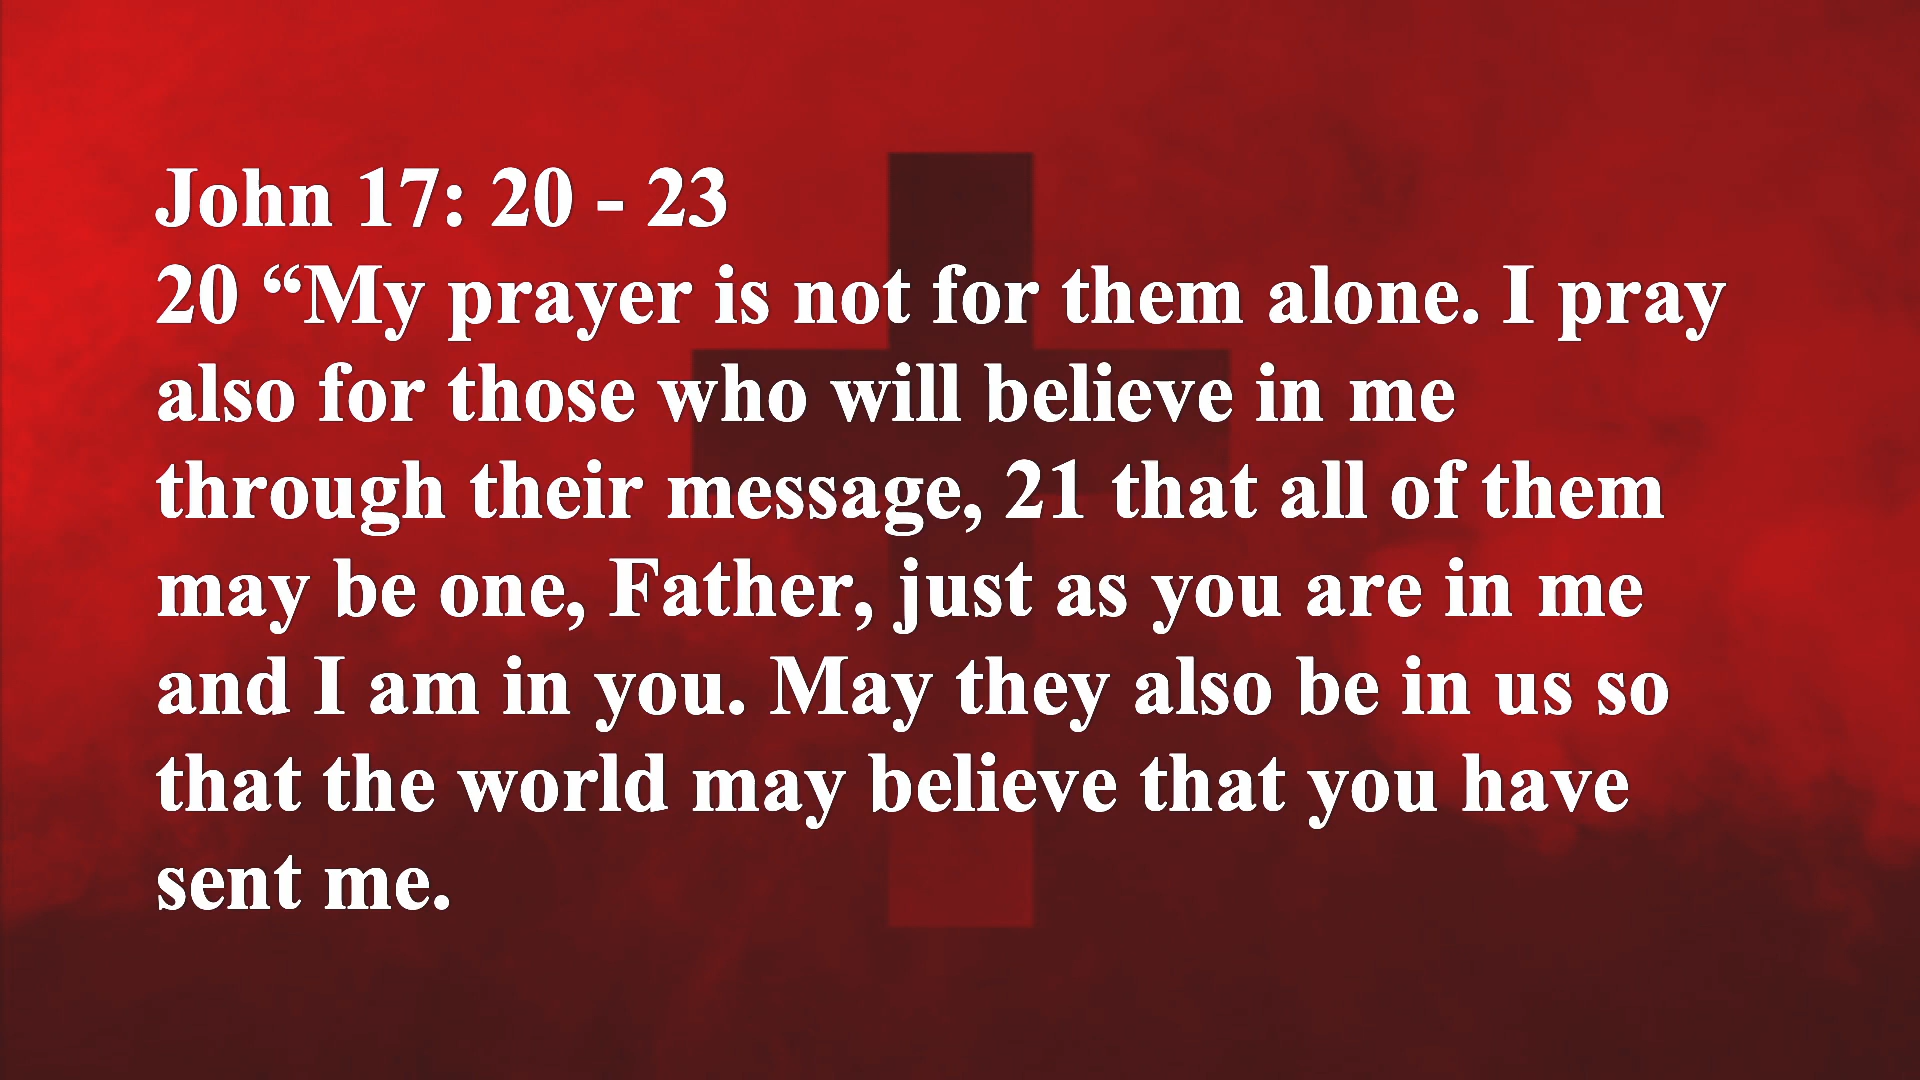 John 17: 20 - 23
20 “My prayer is not for them alone. I pray
also for those who will believe in me
through their message, 21 that all of them
may be one, Father, just as you are in me
and I am in you. May they also be in us so
that the world may believe that you have
sent me.